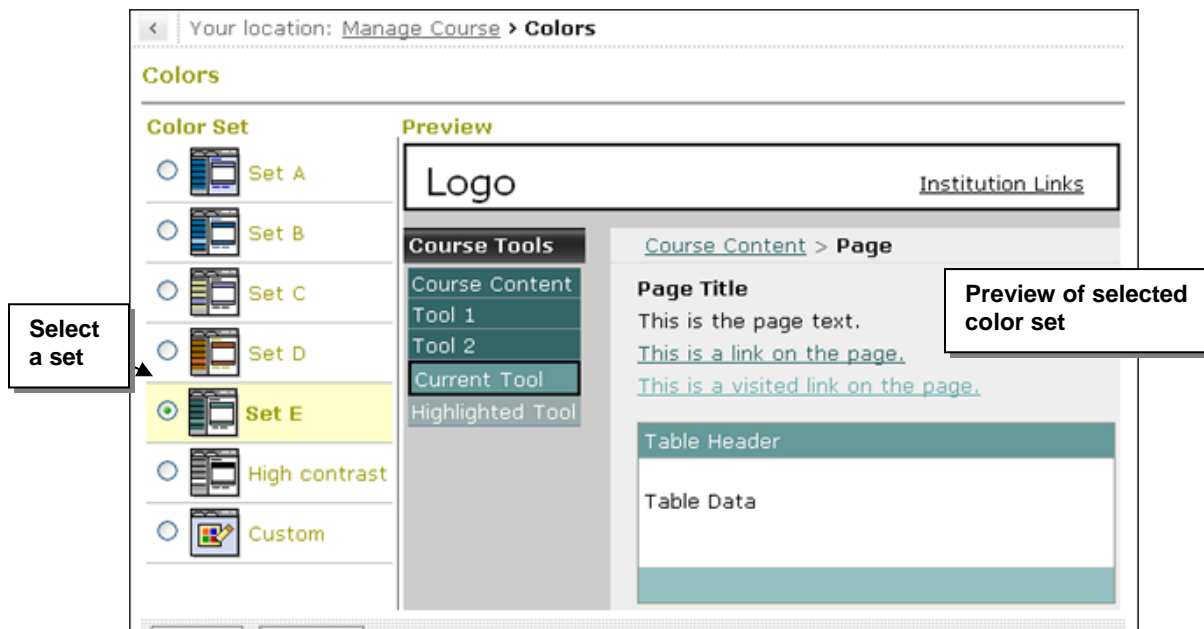 Your location: Manage Course > Colors
Colors
Color Set
Set A
Set B
Set C
Set D
Set E
High contrast
Custom
Select
a set
Preview
Logo
Institution Links
Course Tools
Course Content
Tool 1
Tool 2
Current Tool
Highlighted Tool
Course Content > Page
Page Title
This is the page text.
This is a link on the page.
This is a visited link on the page.
Table Header
Table Data
Preview of selected
color set